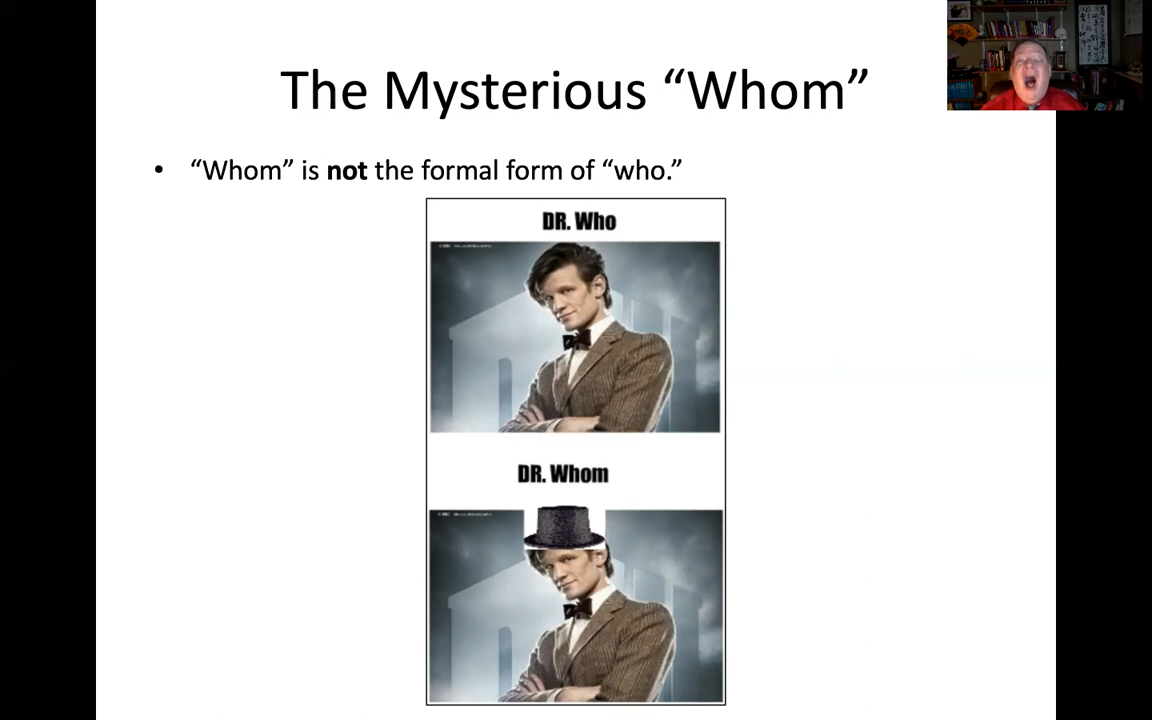 The Mysterious “Whom”
• “Whom” is not the formal form of “who.”
DR. Who
DR. Whom